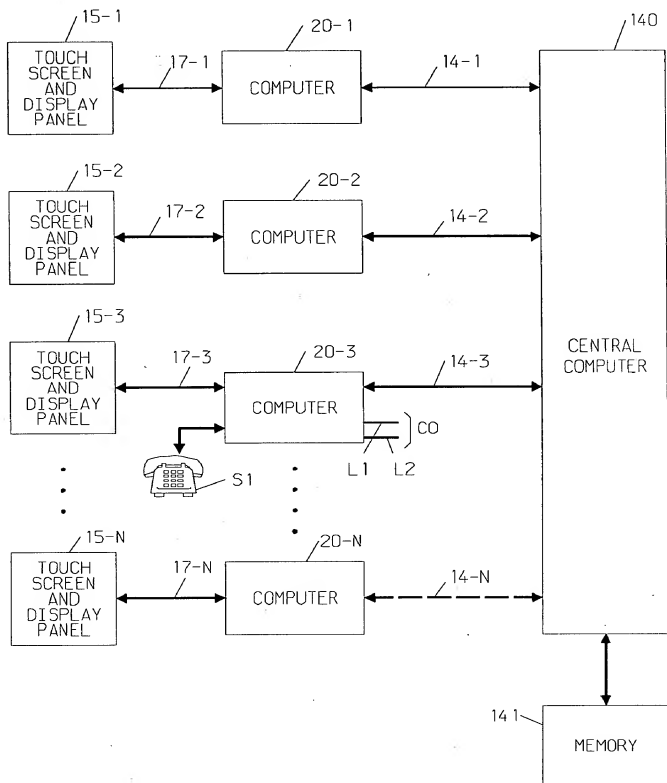 15-1
20-1
140
TOUCH
SCREEN
AND
DISPLAY
PANEL
17-1
COMPUTER
14-1
15-2
20-2
TOUCH
SCREEN
AND
DISPLAY
PANEL
17-2
COMPUTER
14-2
15-3
20-3
TOUCH
SCREEN
AND
DISPLAY
PANEL
17-3
COMPUTER
14-3
CENTRAL
COMPUTER
CO
L1
L2
S1
15-N
20-N
TOUCH
SCREEN
AND
DISPLAY
PANEL
17-N
COMPUTER
14-N
141
MEMORY